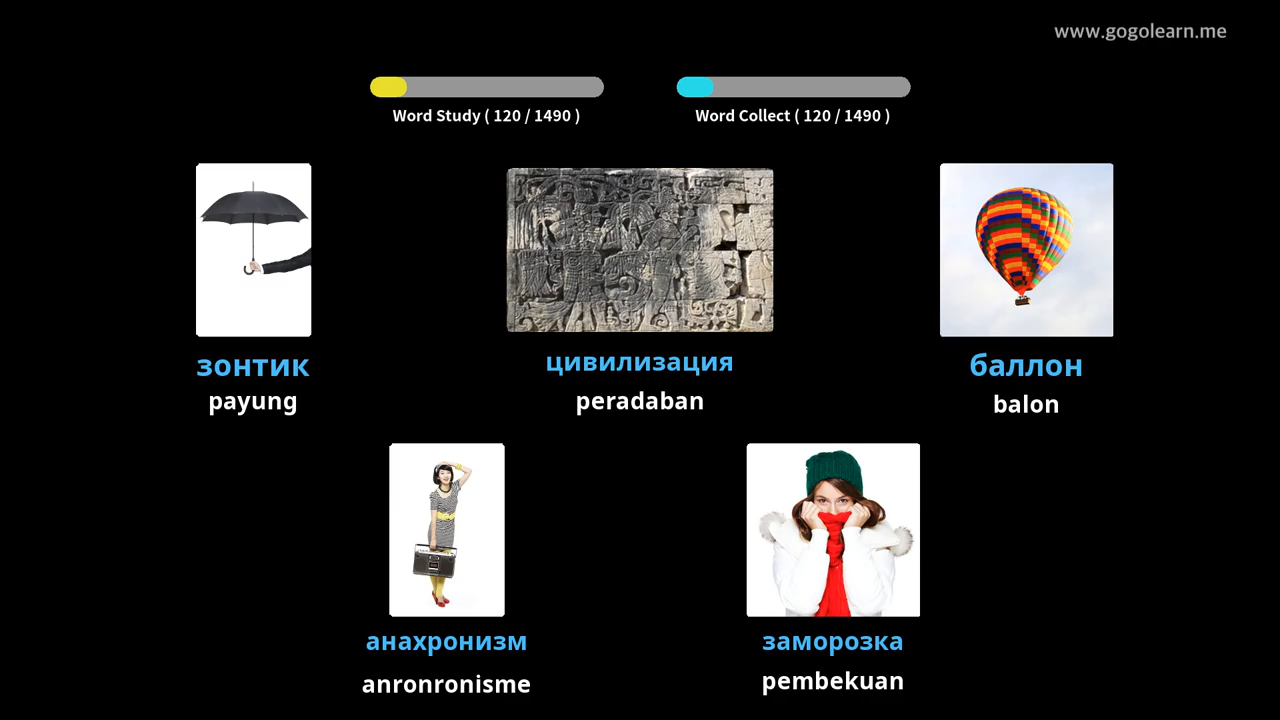 www.gogolearn.me
Word Study ( 120 / 1490 )
Word Collect ( 120 / 1490 )
зонтик
payung
цивилизация
peradaban
баллон
balon
анахронизм
anronronisme
заморозка
pembekuan